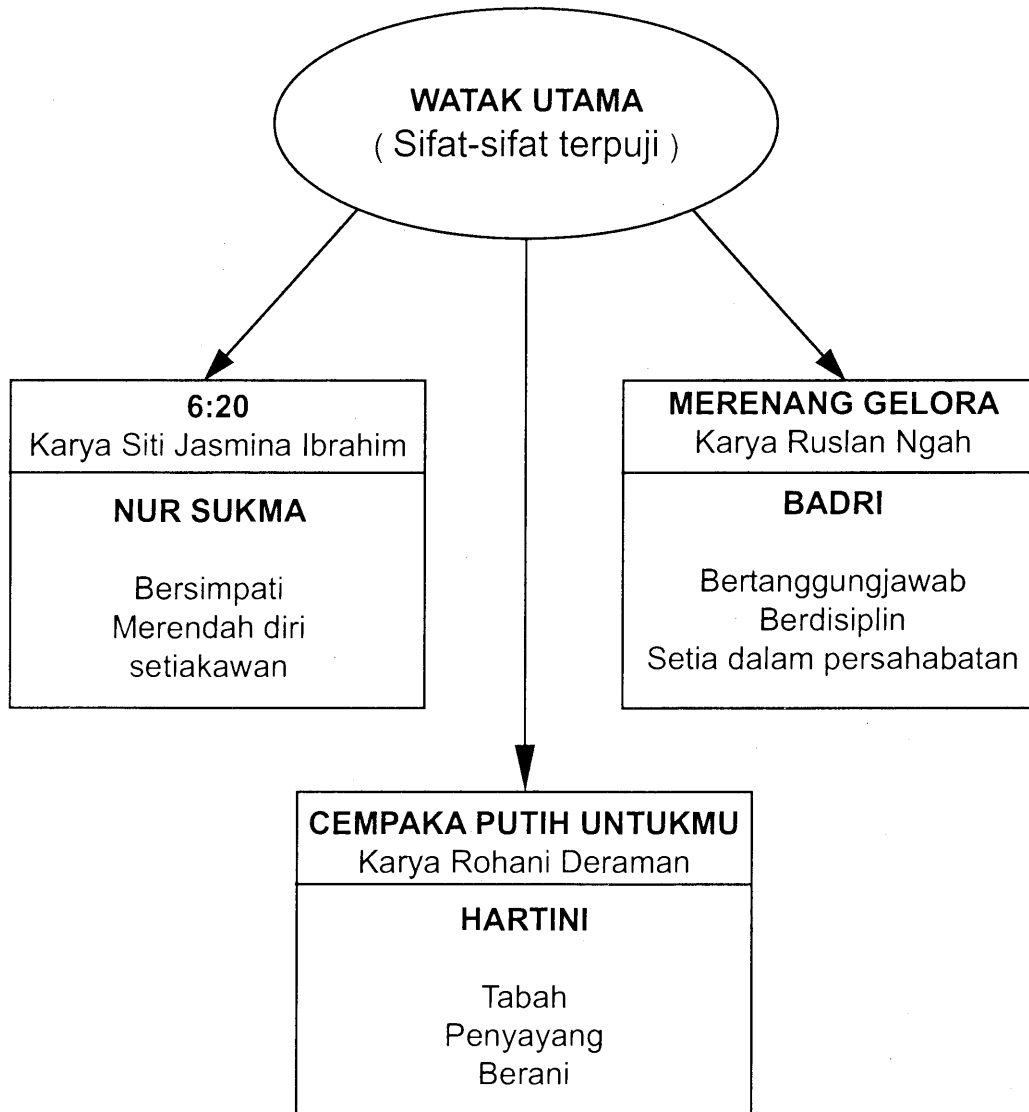 WATAK UTAMA
( Sifat-sifat terpuji )
6:20
Karya Siti Jasmina Ibrahim
NUR SUKMA
Bersimpati
Merendah diri
setiakawan
MERENANG GELORA
Karya Ruslan Ngah
BADRI
Bertanggungjawab
Berdisiplin
Setia dalam persahabatan
CEMPAKA PUTIH UNTUKMU
Karya Rohani Deraman
HARTINI
Tabah
Penyayang
Berani